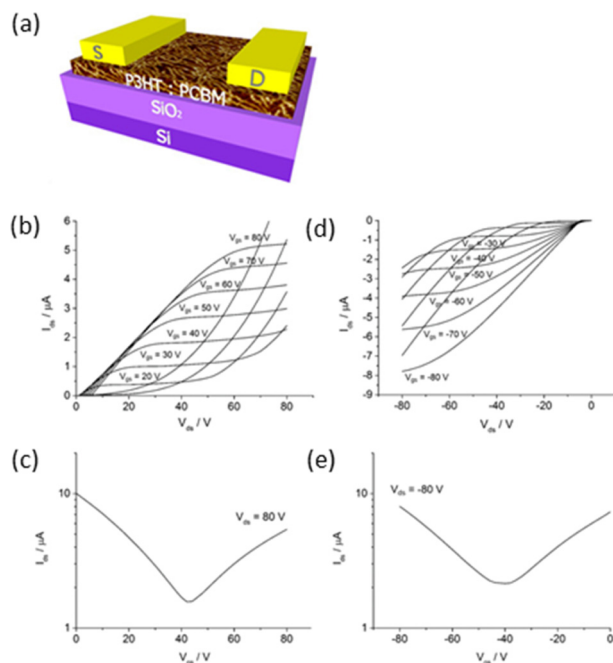 (a)
S
D
P3HT : PCBM
SiO₂
Si
(b)
6
5
4
3
2
1
0
I_ds / µA
V_gs = 80 V
V_gs = 70 V
V_gs = 60 V
V_gs = 50 V
V_gs = 40 V
V_gs = 30 V
V_gs = 20 V
0 20 40 60 80
V_ds / V
(d)
0
-1
-2
-3
-4
-5
-6
-7
-8
-9
I_ds / µA
V_gs = -30 V
V_gs = -40 V
V_gs = -50 V
V_gs = -60 V
V_gs = -70 V
V_gs = -80 V
-80 -60 -40 -20 0
V_ds / V
(c)
10
1
I_ds / µA
V_ds = 80 V
0 20 40 60 80
(e)
10
1
I_ds / µA
V_ds = -80 V
-80 -60 -40 -20 0